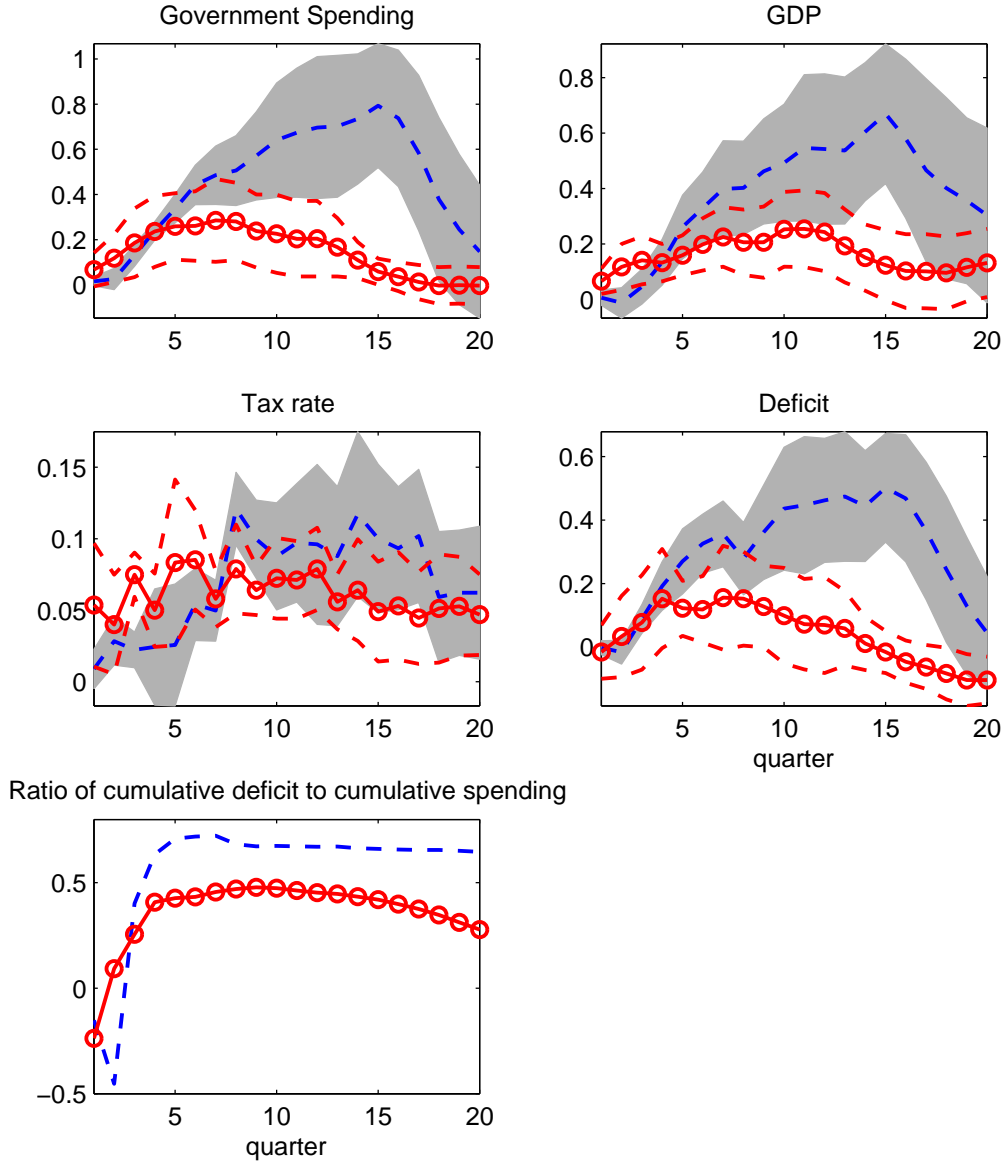 Government Spending
1
0.8
0.6
0.4
0.2
0
5 10 15 20
GDP
0.8
0.6
0.4
0.2
0
5 10 15 20
Tax rate
0.15
0.1
0.05
0
5 10 15 20
Deficit
0.6
0.4
0.2
0
5 10 15 20
quarter
Ratio of cumulative deficit to cumulative spending
0.5
0
−0.5
5 10 15 20
quarter